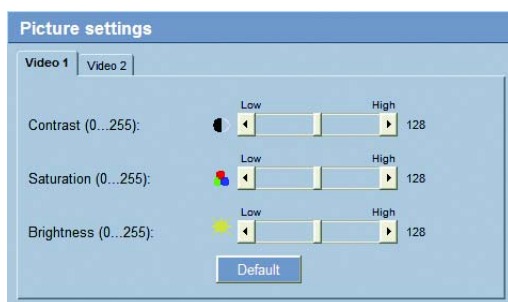 Picture settings
Video 1 Video 2
Low High
Contrast (0...255): 128
Low High
Saturation (0...255): 128
Low High
Brightness (0...255): 128
Default